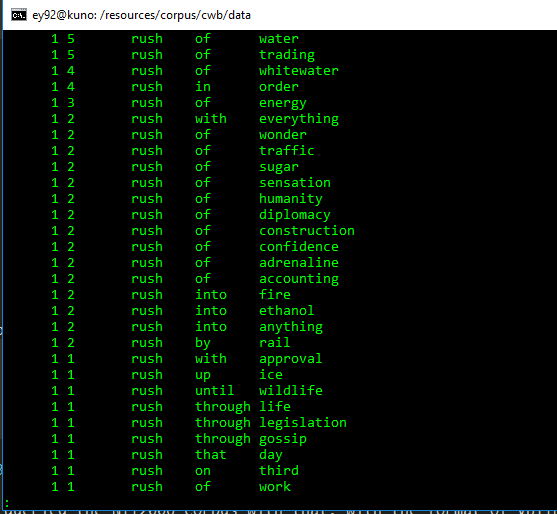 ey92@kuno: /resources/corpus/cwb/data
1 5 rush of water
1 5 rush of trading
1 4 rush of whitewater
1 4 rush in order
1 3 rush of energy
1 2 rush with everything
1 2 rush of wonder
1 2 rush of traffic
1 2 rush of sugar
1 2 rush of sensation
1 2 rush of humanity
1 2 rush of diplomacy
1 2 rush of construction
1 2 rush of confidence
1 2 rush of adrenaline
1 2 rush of accounting
1 2 rush into fire
1 2 rush into ethanol
1 2 rush into anything
1 2 rush by rail
1 1 rush with approval
1 1 rush up ice
1 1 rush until wildlife
1 1 rush through life
1 1 rush through legislation
1 1 rush through gossip
1 1 rush that day
1 1 rush on third
1 1 rush of work
: